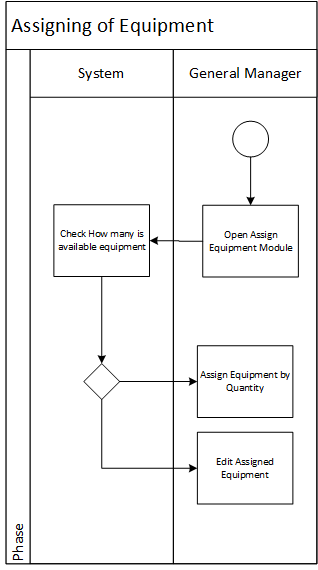 Assigning of Equipment
System
General Manager
Open Assign
Equipment Module
Check How many is
available equipment
Assign Equipment by
Quantity
Edit Assigned
Equipment
Phase